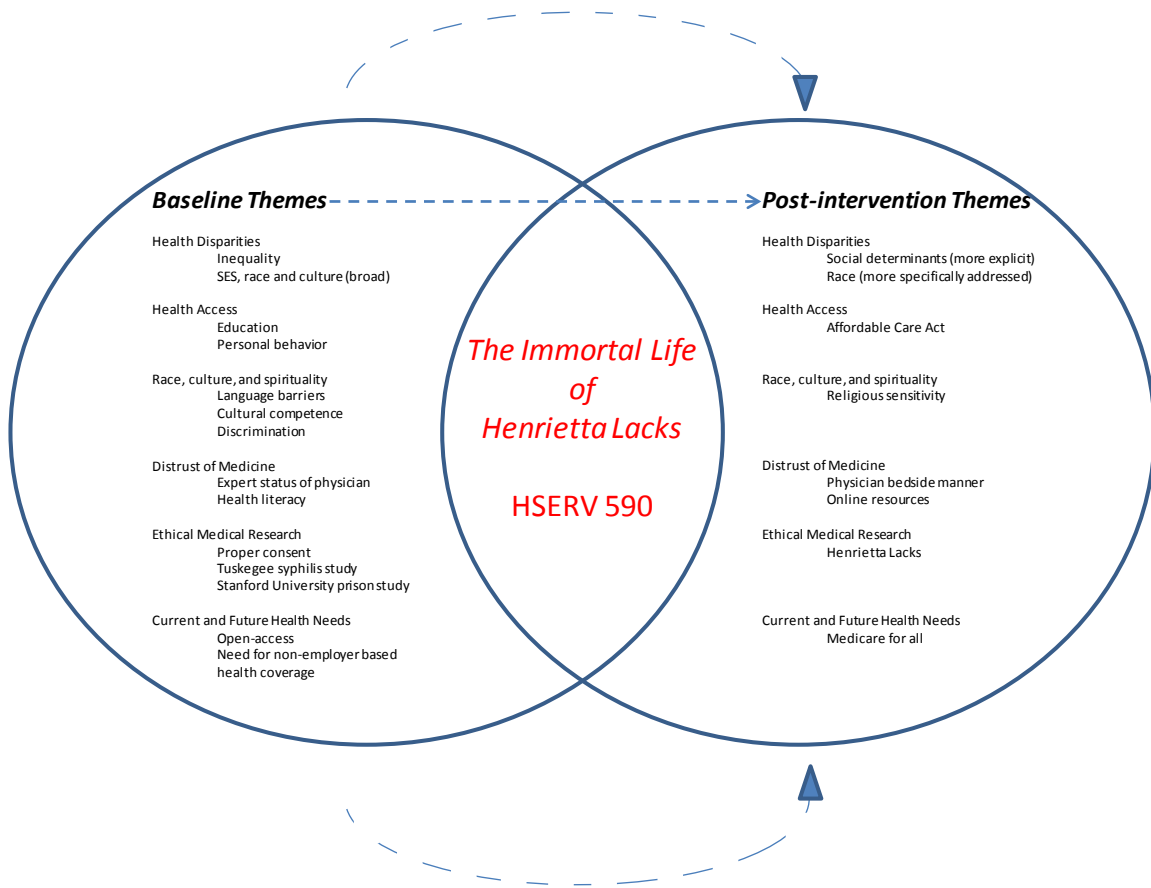 Baseline Themes
Health Disparities
Inequality
SES, race and culture (broad)
Health Access
Education
Personal behavior
Race, culture, and spirituality
Language barriers
Cultural competence
Discrimination
Distrust of Medicine
Expert status of physician
Health literacy
Ethical Medical Research
Proper consent
Tuskegee syphilis study
Stanford University prison study
Current and Future Health Needs
Open-access
Need for non-employer based
health coverage
The Immortal Life
of
Henrietta Lacks
HSERV 590
Post-intervention Themes
Health Disparities
Social determinants (more explicit)
Race (more specifically addressed)
Health Access
Affordable Care Act
Race, culture, and spirituality
Religious sensitivity
Distrust of Medicine
Physician bedside manner
Online resources
Ethical Medical Research
Henrietta Lacks
Current and Future Health Needs
Medicare for all